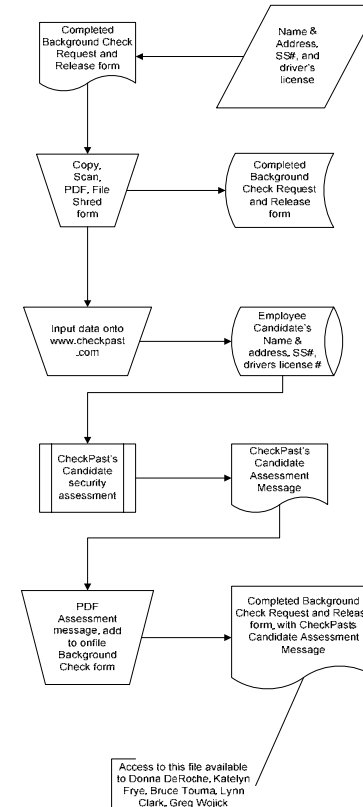 Completed
Background Check
Request and
Release form
Name &
Address,
SS#, and
driver's
license
Copy,
Scan,
PDF, File
Shred
form
Completed
Background
Check Request
and Release
form
Input data onto
www.checkpast
.com
Employee
Candidate's
Name &
address, SS#,
drivers license #
CheckPast's
Candidate
security
assessment
CheckPast's
Candidate
Assessment
Message
PDF
Assessment
message, add
to onfile
Background
Check form
Completed Background
Check Request and Releas
form, with CheckPasts
Candidate Assessment
Message
Access to this file available
to Donna DeRoche, Katelyn
Frye, Bruce Touma, Lynn
Clark, Greg Wojick